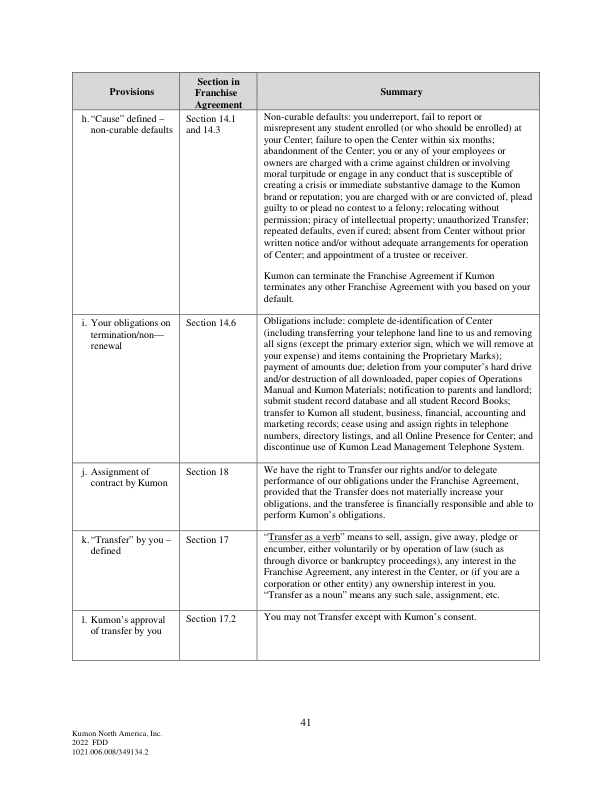 Provisions
Section in
Franchise
Agreement
Summary
h. “Cause” defined –
non-curable defaults
Section 14.1
and 14.3
Non-curable defaults: you underreport, fail to report or
misrepresent any student enrolled (or who should be enrolled) at
your Center; failure to open the Center within six months;
abandonment of the Center; you or any of your employees or
owners are charged with a crime against children or involving
moral turpitude or engage in any conduct that is susceptible of
creating a crisis or immediate substantive damage to the Kumon
brand or reputation; you are charged with or are convicted of, plead
guilty to or plead no contest to a felony; relocating without
permission; piracy of intellectual property; unauthorized Transfer;
repeated defaults, even if cured; absent from Center without prior
written notice and/or without adequate arrangements for operation
of Center; and appointment of a trustee or receiver.
Kumon can terminate the Franchise Agreement if Kumon
terminates any other Franchise Agreement with you based on your
default.
i. Your obligations on
termination/non—
renewal
Section 14.6
Obligations include: complete de-identification of Center
(including transferring your telephone land line to us and removing
all signs (except the primary exterior sign, which we will remove at
your expense) and items containing the Proprietary Marks);
payment of amounts due; deletion from your computer’s hard drive
and/or destruction of all downloaded, paper copies of Operations
Manual and Kumon Materials; notification to parents and landlord;
submit student record database and all student Record Books;
transfer to Kumon all student, business, financial, accounting and
marketing records; cease using and assign rights in telephone
numbers, directory listings, and all Online Presence for Center; and
discontinue use of Kumon Lead Management Telephone System.
j. Assignment of
contract by Kumon
Section 18
We have the right to Transfer our rights and/or to delegate
performance of our obligations under the Franchise Agreement,
provided that the Transfer does not materially increase your
obligations, and the transferee is financially responsible and able to
perform Kumon’s obligations.
k. “Transfer” by you –
defined
Section 17
“Transfer as a verb” means to sell, assign, give away, pledge or
encumber, either voluntarily or by operation of law (such as
through divorce or bankruptcy proceedings), any interest in the
Franchise Agreement, any interest in the Center, or (if you are a
corporation or other entity) any ownership interest in you.
“Transfer as a noun” means any such sale, assignment, etc.
l. Kumon’s approval
of transfer by you
Section 17.2
You may not Transfer except with Kumon’s consent.
41
Kumon North America, Inc.
2022 FDD
1021.006.008/349134.2